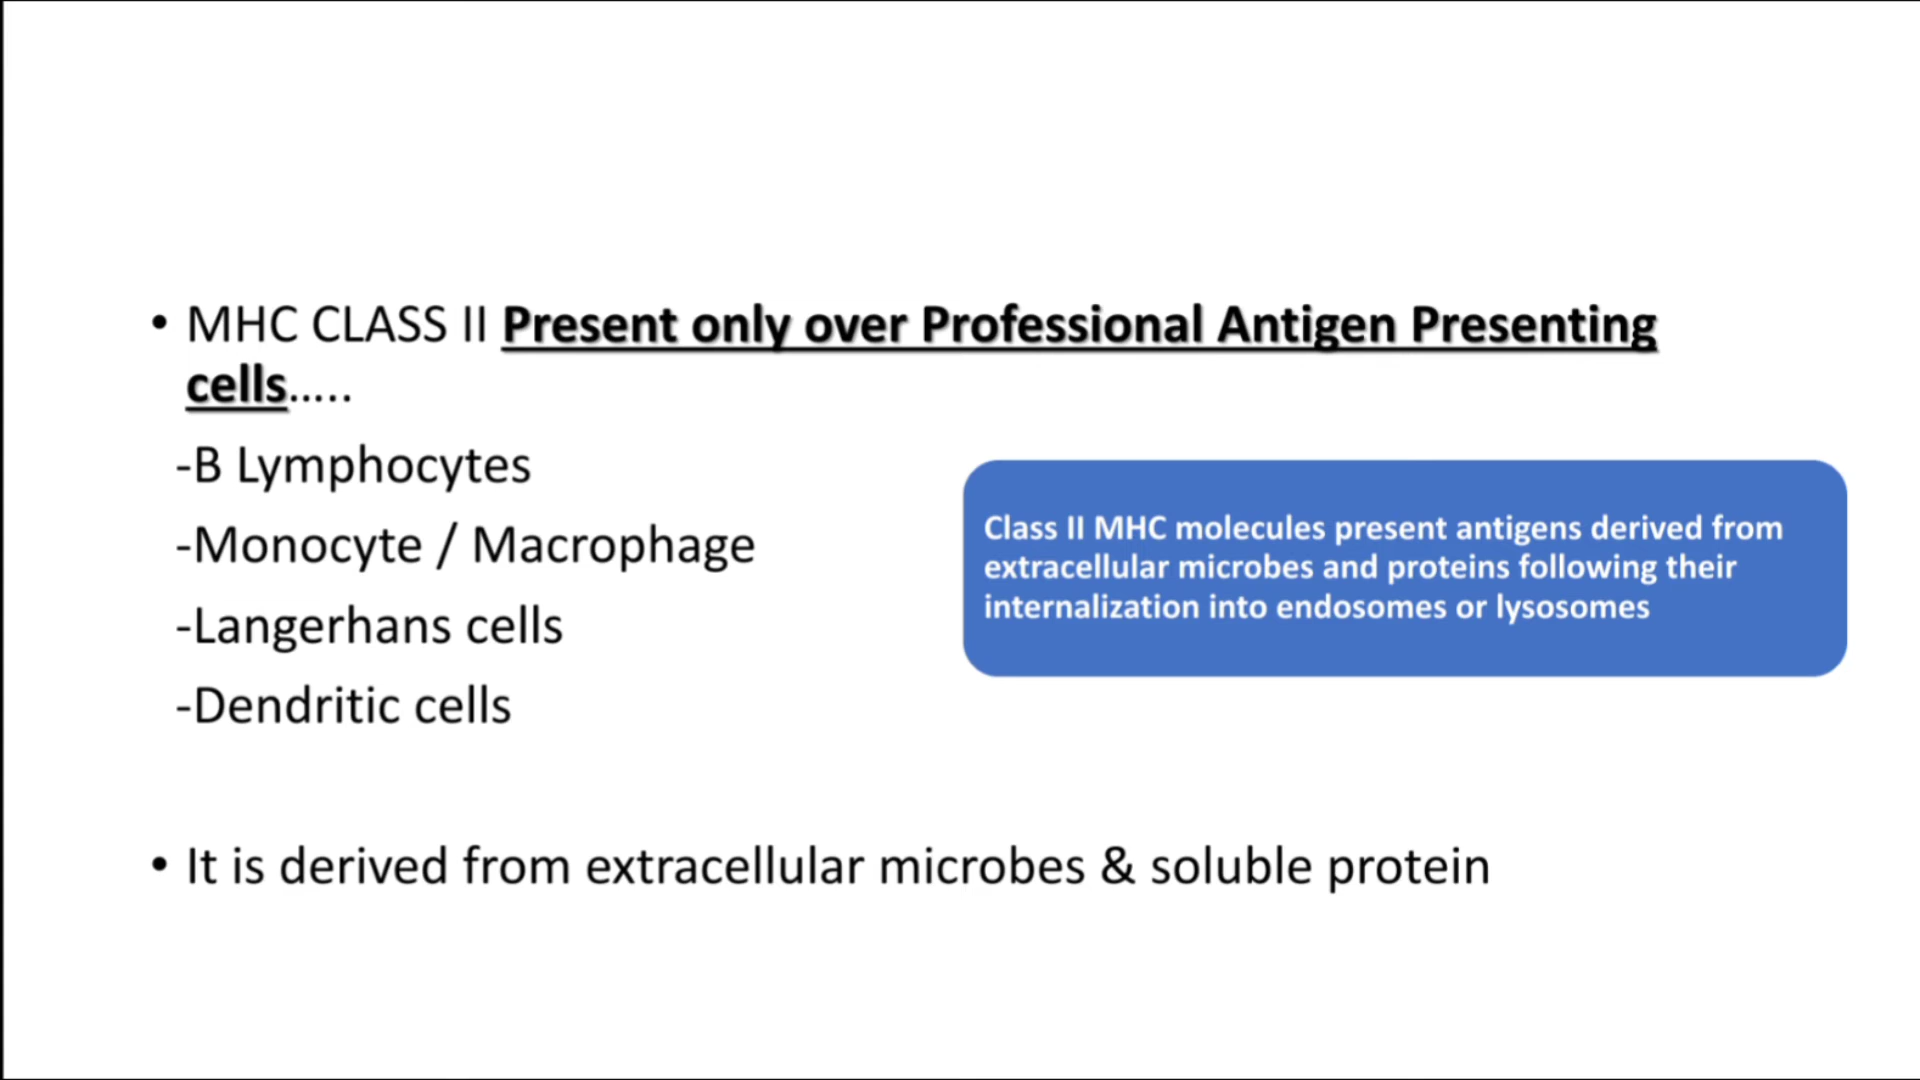 • MHC CLASS II Present only over Professional Antigen Presenting
cells.....
-B Lymphocytes
-Monocyte / Macrophage
-Langerhans cells
-Dendritic cells
Class II MHC molecules present antigens derived from
extracellular microbes and proteins following their
internalization into endosomes or lysosomes
• It is derived from extracellular microbes & soluble protein